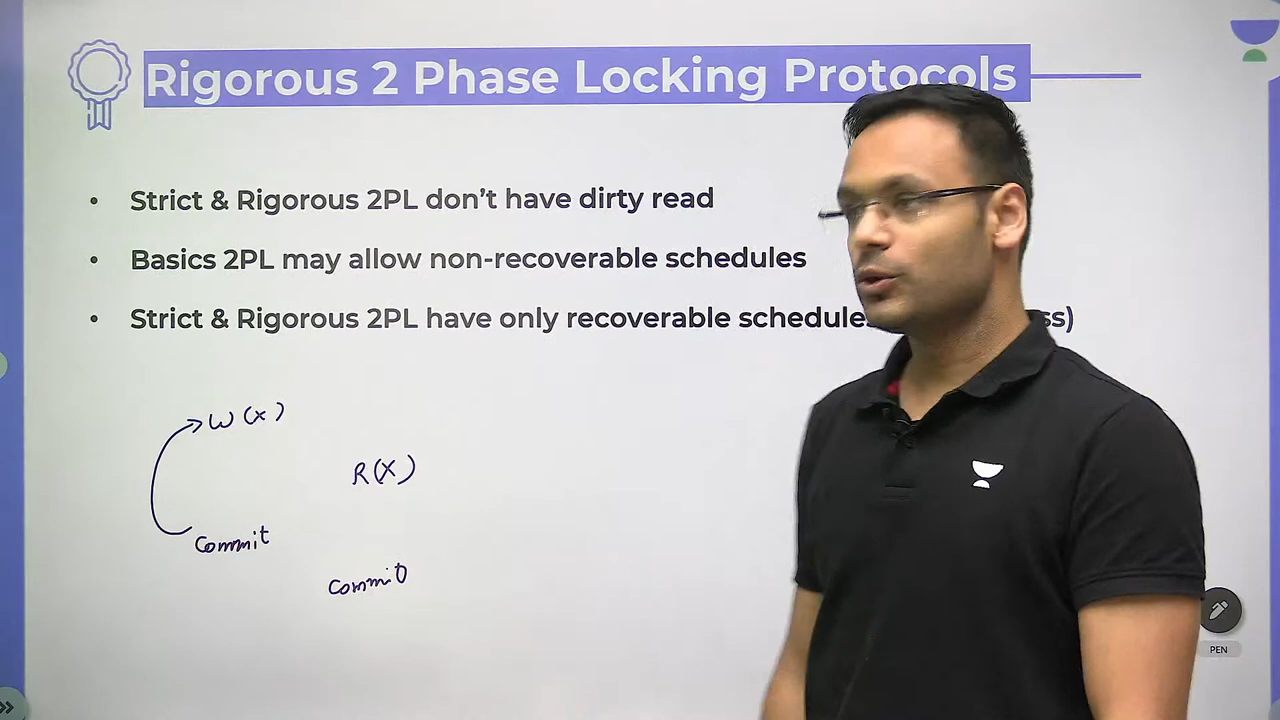 Rigorous 2 Phase Locking Protocols
• Strict & Rigorous 2PL don't have dirty read
• Basics 2PL may allow non-recoverable schedules
• Strict & Rigorous 2PL have only recoverable schedules ss)
W(X)
R(X)
Commit
Commit
PEN